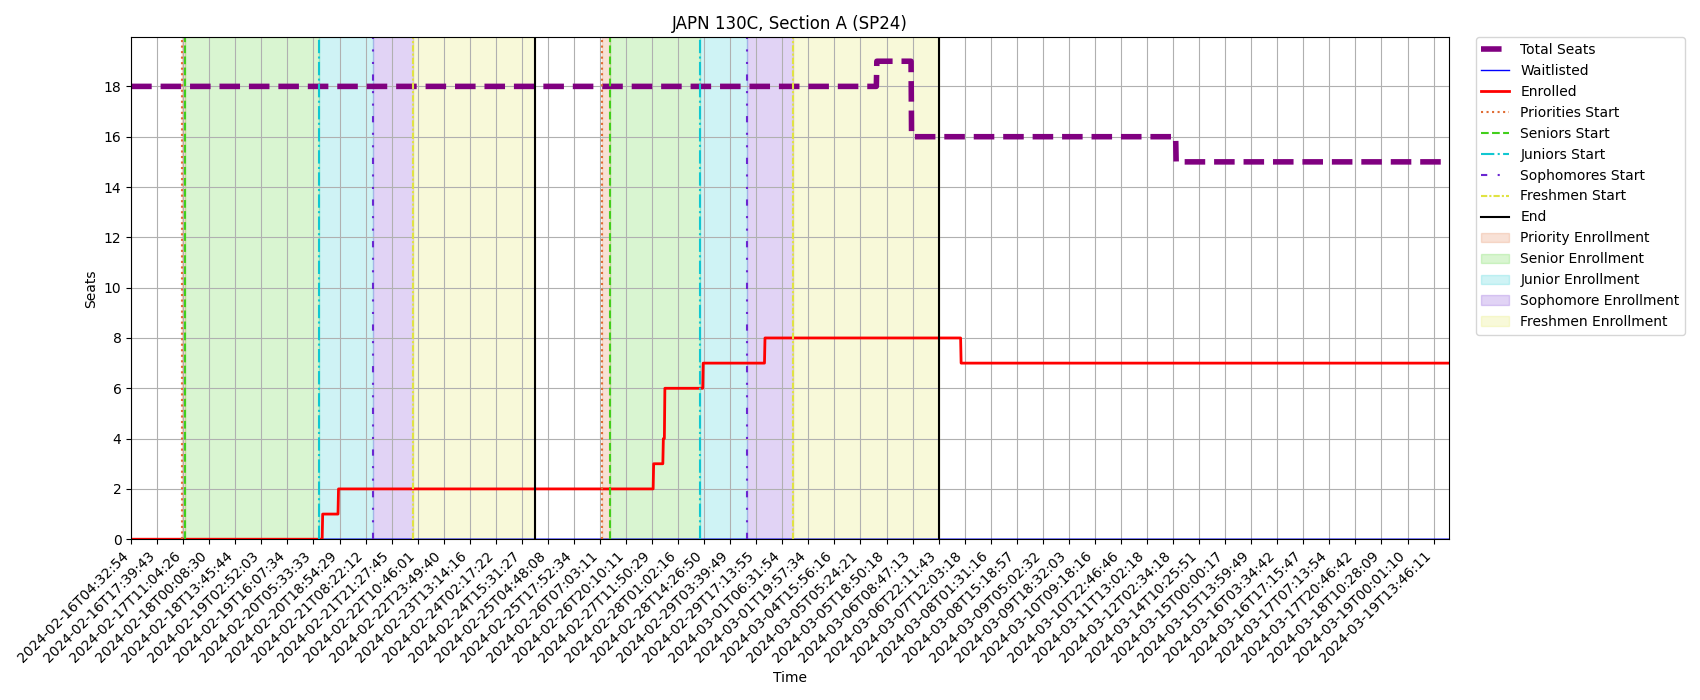 JAPN 130C, Section A (SP24)
Seats
18
16
14
12
10
8
6
4
2
0
2024-02-16T04:32:54
2024-02-16T17:39:43
2024-02-17T11:04:26
2024-02-18T00:08:30
2024-02-18T13:45:44
2024-02-19T02:52:03
2024-02-19T16:07:34
2024-02-20T05:33:33
2024-02-20T18:54:29
2024-02-21T08:22:12
2024-02-21T21:27:45
2024-02-22T10:46:01
2024-02-22T23:49:40
2024-02-23T13:14:16
2024-02-24T02:17:22
2024-02-24T15:31:27
2024-02-25T04:48:08
2024-02-25T17:52:34
2024-02-26T07:03:11
2024-02-26T20:10:11
2024-02-27T11:50:29
2024-02-28T01:02:16
2024-02-28T14:26:50
2024-02-29T03:39:49
2024-02-29T17:13:55
2024-03-01T06:31:54
2024-03-01T19:57:34
2024-03-04T15:56:16
2024-03-05T05:24:21
2024-03-05T18:50:18
2024-03-06T08:47:13
2024-03-06T22:11:43
2024-03-07T12:03:18
2024-03-08T01:31:16
2024-03-08T15:18:57
2024-03-09T05:02:32
2024-03-09T18:32:03
2024-03-10T09:18:16
2024-03-10T22:46:46
2024-03-11T13:02:18
2024-03-12T02:34:18
2024-03-14T10:25:51
2024-03-15T00:00:17
2024-03-15T13:59:49
2024-03-16T03:34:42
2024-03-16T17:15:47
2024-03-17T07:13:54
2024-03-17T20:46:42
2024-03-18T10:28:09
2024-03-19T00:01:10
2024-03-19T13:46:11
Time
Total Seats
Waitlisted
Enrolled
Priorities Start
Seniors Start
Juniors Start
Sophomores Start
Freshmen Start
End
Priority Enrollment
Senior Enrollment
Junior Enrollment
Sophomore Enrollment
Freshmen Enrollment